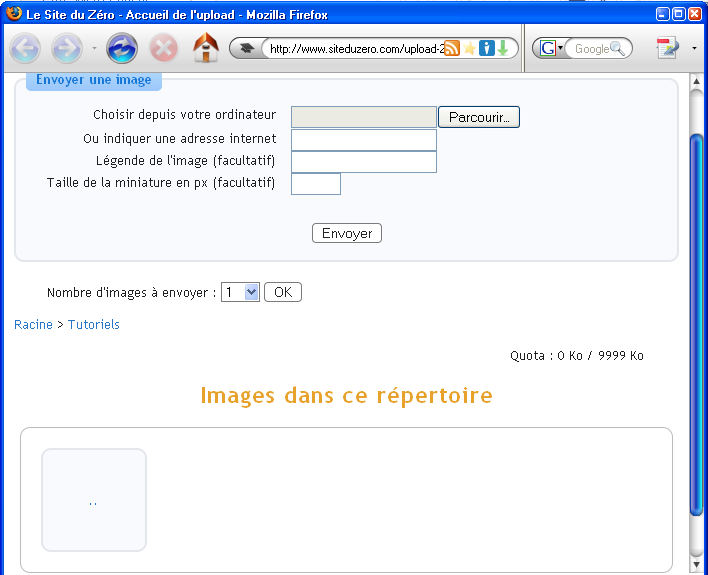 Le Site du Zéro - Accueil de l'upload - Mozilla Firefox
http://www.siteduzero.com/upload-2
G Google
Envoyer une image
Choisir depuis votre ordinateur Parcourir...
Ou indiquer une adresse internet
Légende de l'image (facultatif)
Taille de la miniature en px (facultatif)
Envoyer
Nombre d'images à envoyer : 1 OK
Racine > Tutoriels
Quota : 0 Ko / 9999 Ko
Images dans ce répertoire
..